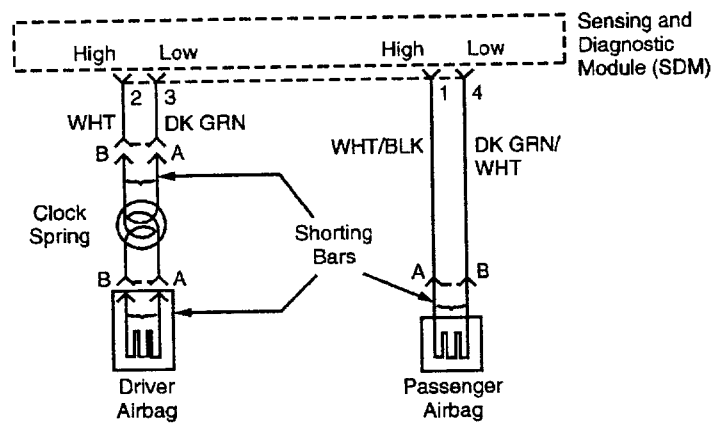 Sensing and
Diagnostic
Module (SDM)
High Low
High Low
2 3
1 4
WHT DK GRN
WHT/BLK
DK GRN/
WHT
B A
Clock
Spring
Shorting
Bars
B A
A B
Driver
Airbag
Passenger
Airbag